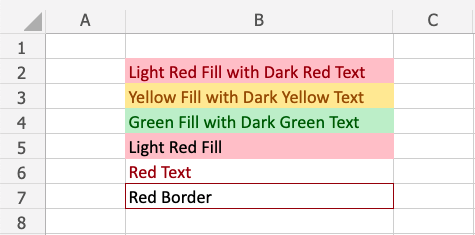 A B C
1
2 Light Red Fill with Dark Red Text
3 Yellow Fill with Dark Yellow Text
4 Green Fill with Dark Green Text
5 Light Red Fill
6 Red Text
7 Red Border
8